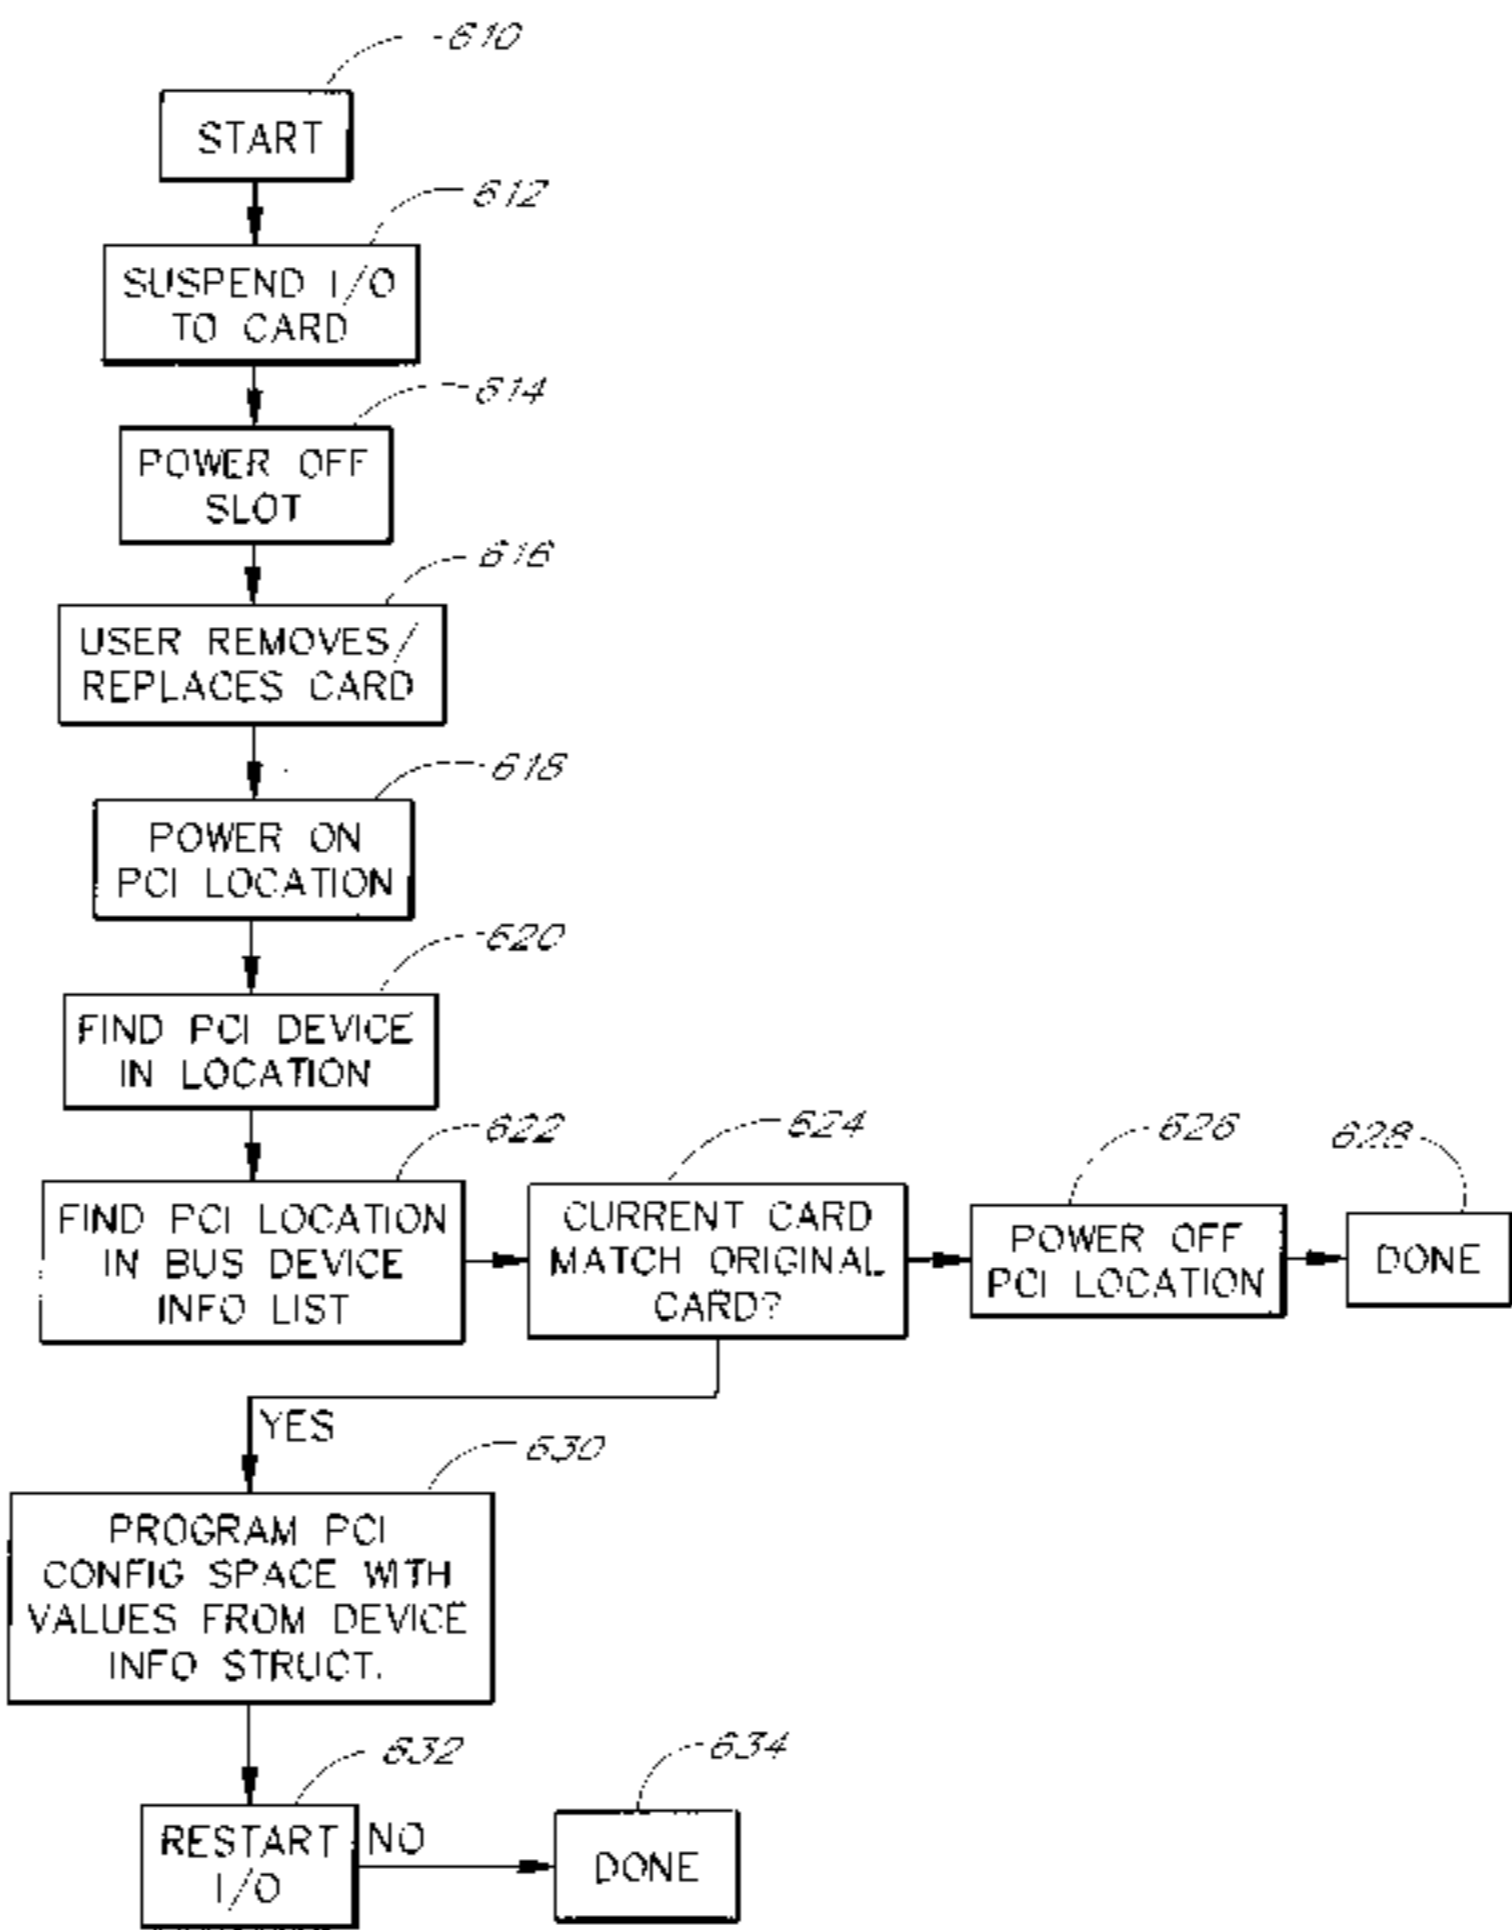 610
START
612
SUSPEND I/O
TO CARD
614
POWER OFF
SLOT
616
USER REMOVES/
REPLACES CARD
618
POWER ON
PCI LOCATION
620
FIND PCI DEVICE
IN LOCATION
622
FIND PCI LOCATION
IN BUS DEVICE
INFO LIST
624
CURRENT CARD
MATCH ORIGINAL
CARD?
626
POWER OFF
PCI LOCATION
628
DONE
YES
630
PROGRAM PCI
CONFIG SPACE WITH
VALUES FROM DEVICE
INFO STRUCT.
632
RESTART
I/O
NO
634
DONE